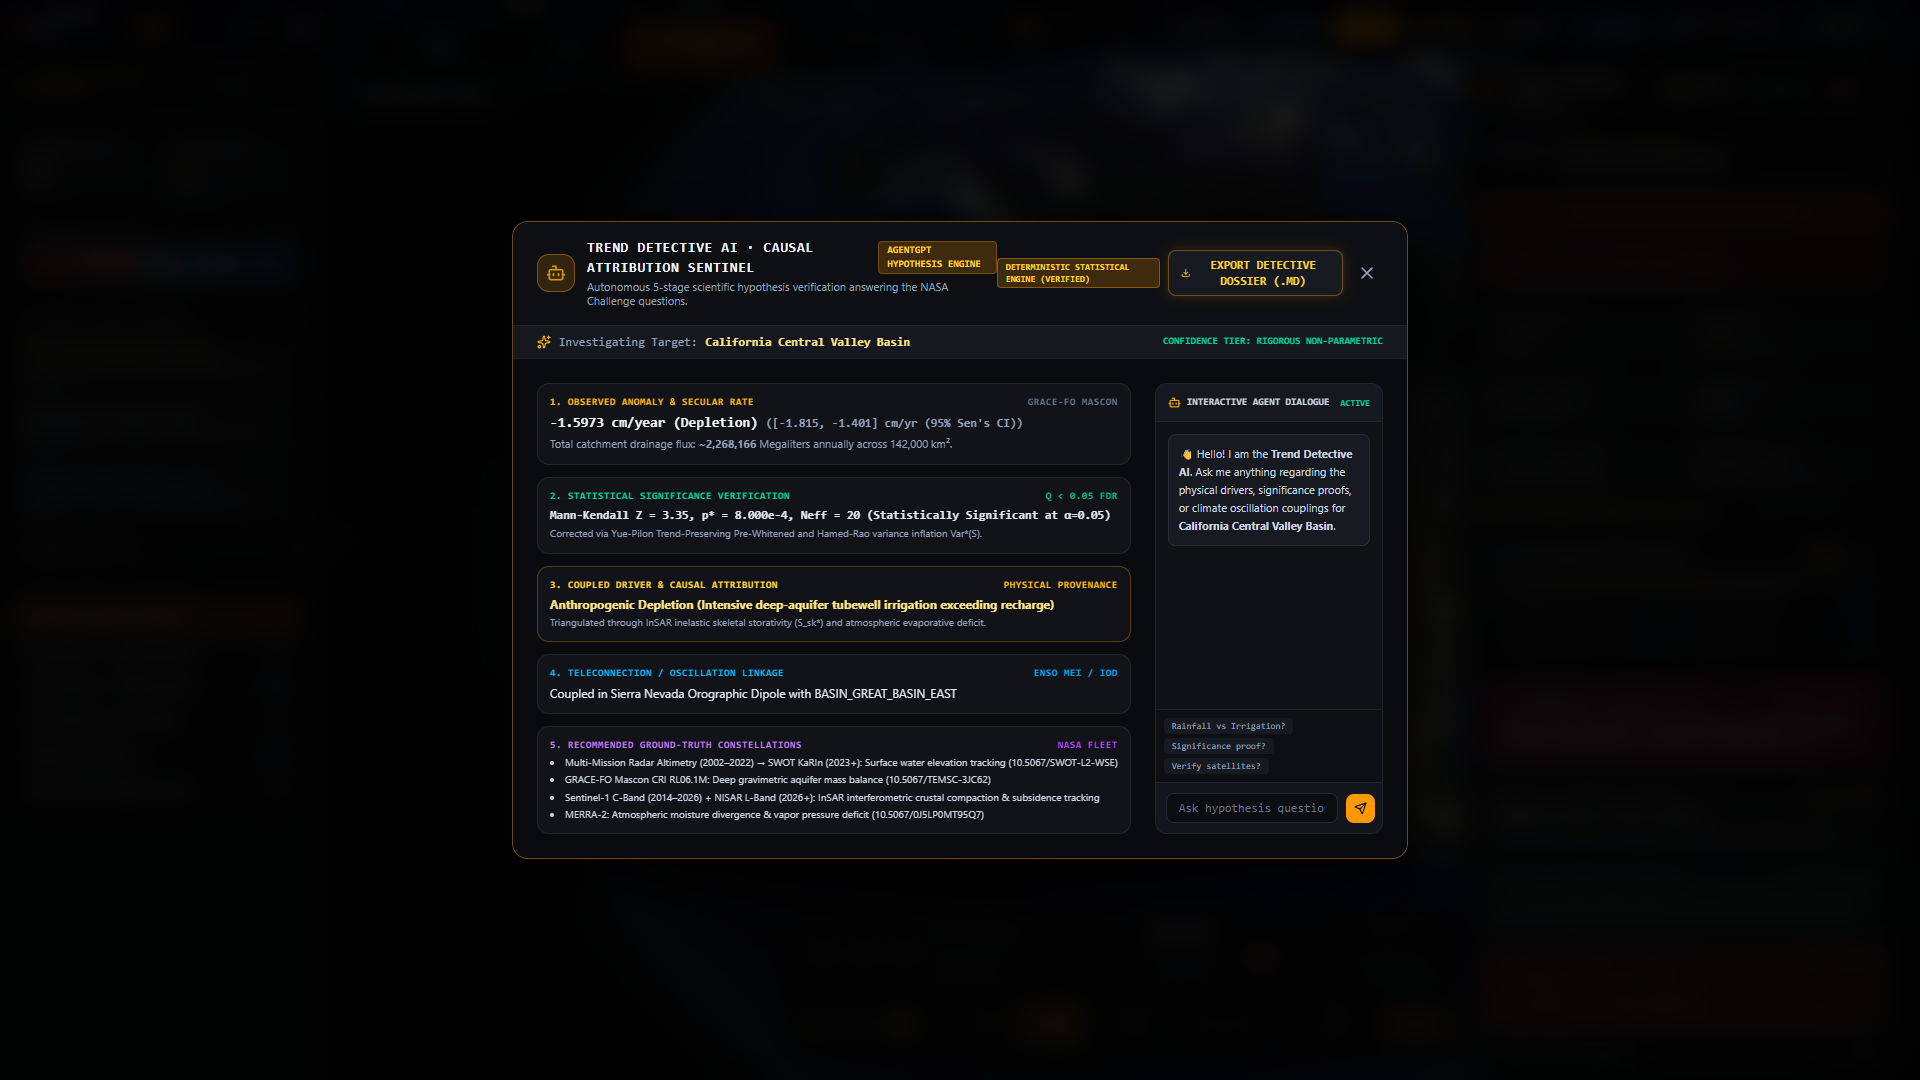 TREND DETECTIVE AI · CAUSAL
ATTRIBUTION SENTINEL
Autonomous 5-stage scientific hypothesis verification answering the NASA
Challenge questions.
AGENTGPT
HYPOTHESIS ENGINE
DETERMINISTIC STATISTICAL
ENGINE (VERIFIED)
EXPORT DETECTIVE
DOSSIER (.MD)
Investigating Target: California Central Valley Basin
CONFIDENCE TIER: RIGOROUS NON-PARAMETRIC
1. OBSERVED ANOMALY & SECULAR RATE
GRACE-FO MASCON
-1.5973 cm/year (Depletion) ([-1.815, -1.401] cm/yr (95% Sen's CI))
Total catchment drainage flux: ~2,268,166 Megaliters annually across 142,000 km².
2. STATISTICAL SIGNIFICANCE VERIFICATION
Q < 0.05 FDR
Mann-Kendall Z = 3.35, p* = 8.000e-4, Neff = 20 (Statistically Significant at α=0.05)
Corrected via Yue-Pilon Trend-Preserving Pre-Whitened and Hamed-Rao variance inflation Var*(S).
3. COUPLED DRIVER & CAUSAL ATTRIBUTION
PHYSICAL PROVENANCE
Anthropogenic Depletion (Intensive deep-aquifer tubewell irrigation exceeding recharge)
Triangulated through InSAR inelastic skeletal storativity (S_sk*) and atmospheric evaporative deficit.
4. TELECONNECTION / OSCILLATION LINKAGE
ENSO MEI / IOD
Coupled in Sierra Nevada Orographic Dipole with BASIN_GREAT_BASIN_EAST
5. RECOMMENDED GROUND-TRUTH CONSTELLATIONS
NASA FLEET
• Multi-Mission Radar Altimetry (2002–2022) → SWOT KaRIn (2023+): Surface water elevation tracking (10.5067/SWOT-L2-WSE)
• GRACE-FO Mascon CRI RL06.1M: Deep gravimetric aquifer mass balance (10.5067/TEMSC-3JC62)
• Sentinel-1 C-Band (2014–2026) + NISAR L-Band (2026+): InSAR interferometric crustal compaction & subsidence tracking
• MERRA-2: Atmospheric moisture divergence & vapor pressure deficit (10.5067/0J5LP0MT95Q7)
INTERACTIVE AGENT DIALOGUE
ACTIVE
👋 Hello! I am the Trend Detective
AI. Ask me anything regarding the
physical drivers, significance proofs,
or climate oscillation couplings for
California Central Valley Basin.
Rainfall vs Irrigation?
Significance proof?
Verify satellites?
Ask hypothesis questio